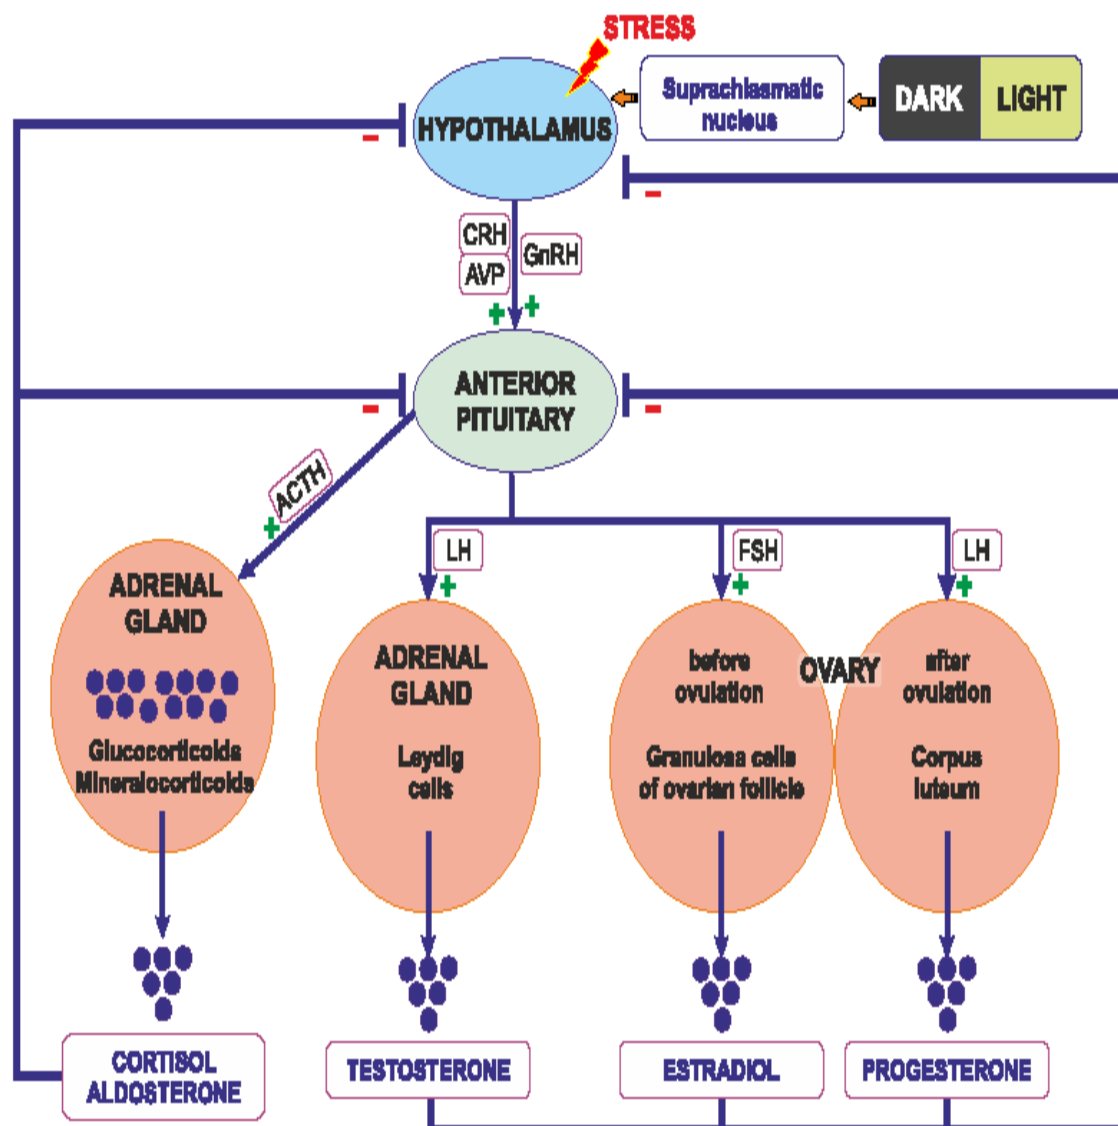 STRESS
Suprachiasmatic
nucleus
DARK
LIGHT
HYPOTHALAMUS
-
-
CRH
AVP
GnRH
+
+
ANTERIOR
PITUITARY
-
-
ACTH
+
LH
+
FSH
+
LH
+
ADRENAL
GLAND
Glucocorticoids
Mineralocorticoids
ADRENAL
GLAND
Leydig
cells
before
ovulation
OVARY
after
ovulation
Granulosa cells
of ovarian follicle
Corpus
luteum
CORTISOL
ALDOSTERONE
TESTOSTERONE
ESTRADIOL
PROGESTERONE